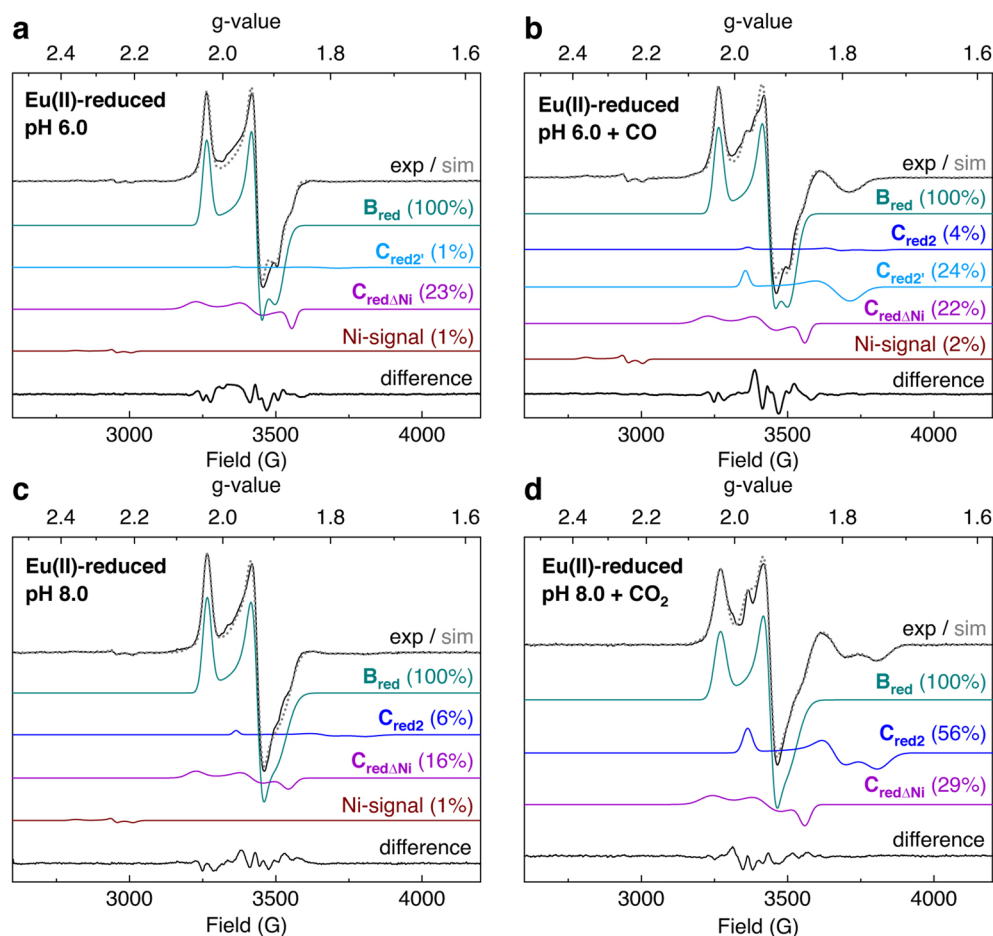 a
g-value
2.4 2.2 2.0 1.8 1.6
Eu(II)-reduced
pH 6.0
exp / sim
Bred (100%)
Cred2' (1%)
CredΔNi (23%)
Ni-signal (1%)
difference
3000 3500 4000
Field (G)
b
g-value
2.4 2.2 2.0 1.8 1.6
Eu(II)-reduced
pH 6.0 + CO
exp / sim
Bred (100%)
Cred2 (4%)
Cred2' (24%)
CredΔNi (22%)
Ni-signal (2%)
difference
3000 3500 4000
Field (G)
c
g-value
2.4 2.2 2.0 1.8 1.6
Eu(II)-reduced
pH 8.0
exp / sim
Bred (100%)
Cred2 (6%)
CredΔNi (16%)
Ni-signal (1%)
difference
3000 3500 4000
Field (G)
d
g-value
2.4 2.2 2.0 1.8 1.6
Eu(II)-reduced
pH 8.0 + CO2
exp / sim
Bred (100%)
Cred2 (56%)
CredΔNi (29%)
difference
3000 3500 4000
Field (G)